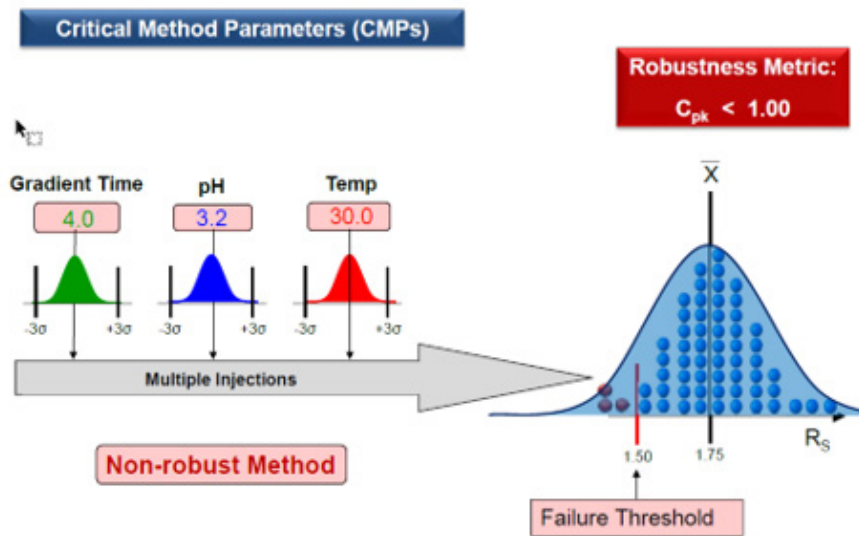 Critical Method Parameters (CMPs)
Robustness Metric:
Cpk < 1.00
Gradient Time
pH
Temp
4.0
3.2
30.0
-3σ
+3σ
-3σ
+3σ
-3σ
+3σ
Multiple Injections
Non-robust Method
X̅
RS
1.50
1.75
Failure Threshold